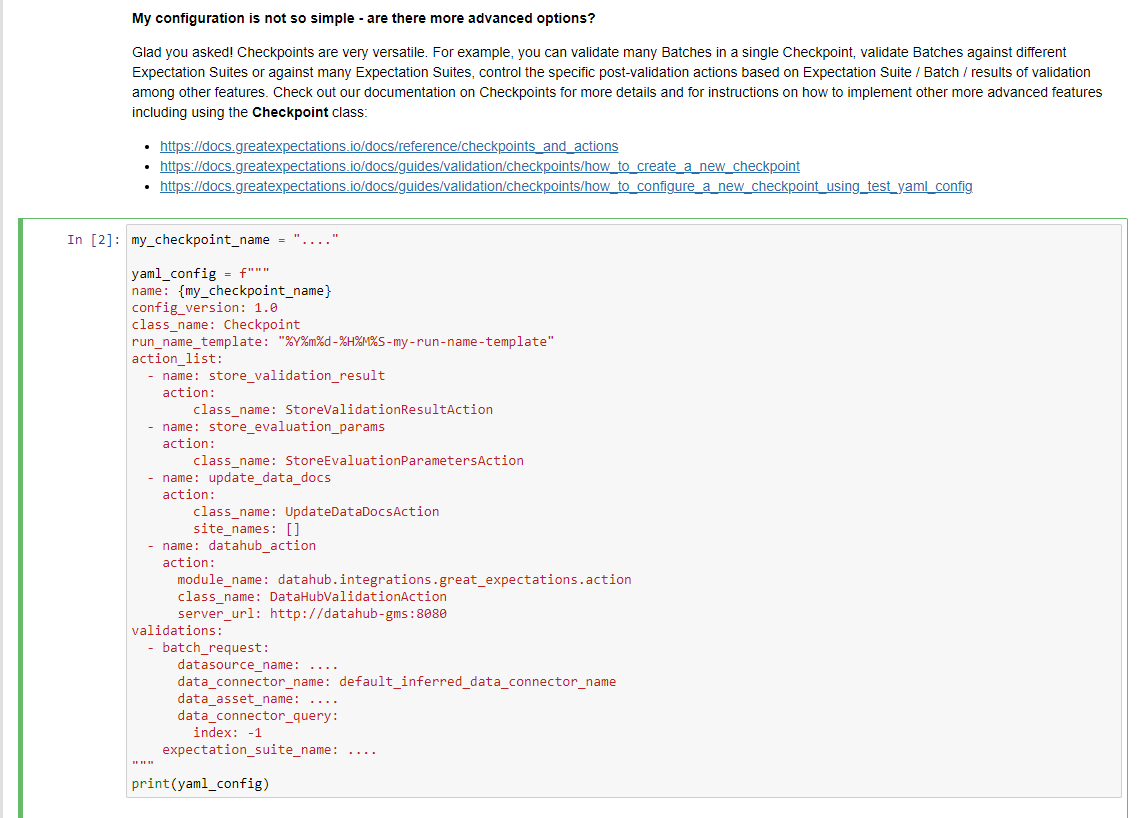 My configuration is not so simple - are there more advanced options?
Glad you asked! Checkpoints are very versatile. For example, you can validate many Batches in a single Checkpoint, validate Batches against different
Expectation Suites or against many Expectation Suites, control the specific post-validation actions based on Expectation Suite / Batch / results of validation
among other features. Check out our documentation on Checkpoints for more details and for instructions on how to implement other more advanced features
including using the Checkpoint class:
• https://docs.greatexpectations.io/docs/reference/checkpoints_and_actions
• https://docs.greatexpectations.io/docs/guides/validation/checkpoints/how_to_create_a_new_checkpoint
• https://docs.greatexpectations.io/docs/guides/validation/checkpoints/how_to_configure_a_new_checkpoint_using_test_yaml_config
In [2]: my_checkpoint_name = "...."
yaml_config = f"""
name: {my_checkpoint_name}
config_version: 1.0
class_name: Checkpoint
run_name_template: "%Y%m%d-%H%M%S-my-run-name-template"
action_list:
  - name: store_validation_result
    action:
        class_name: StoreValidationResultAction
  - name: store_evaluation_params
    action:
        class_name: StoreEvaluationParametersAction
  - name: update_data_docs
    action:
        class_name: UpdateDataDocsAction
        site_names: []
  - name: datahub_action
    action:
      module_name: datahub.integrations.great_expectations.action
      class_name: DataHubValidationAction
      server_url: http://datahub-gms:8080
validations:
  - batch_request:
      datasource_name: ....
      data_connector_name: default_inferred_data_connector_name
      data_asset_name: ....
      data_connector_query:
        index: -1
    expectation_suite_name: ....
"""
print(yaml_config)